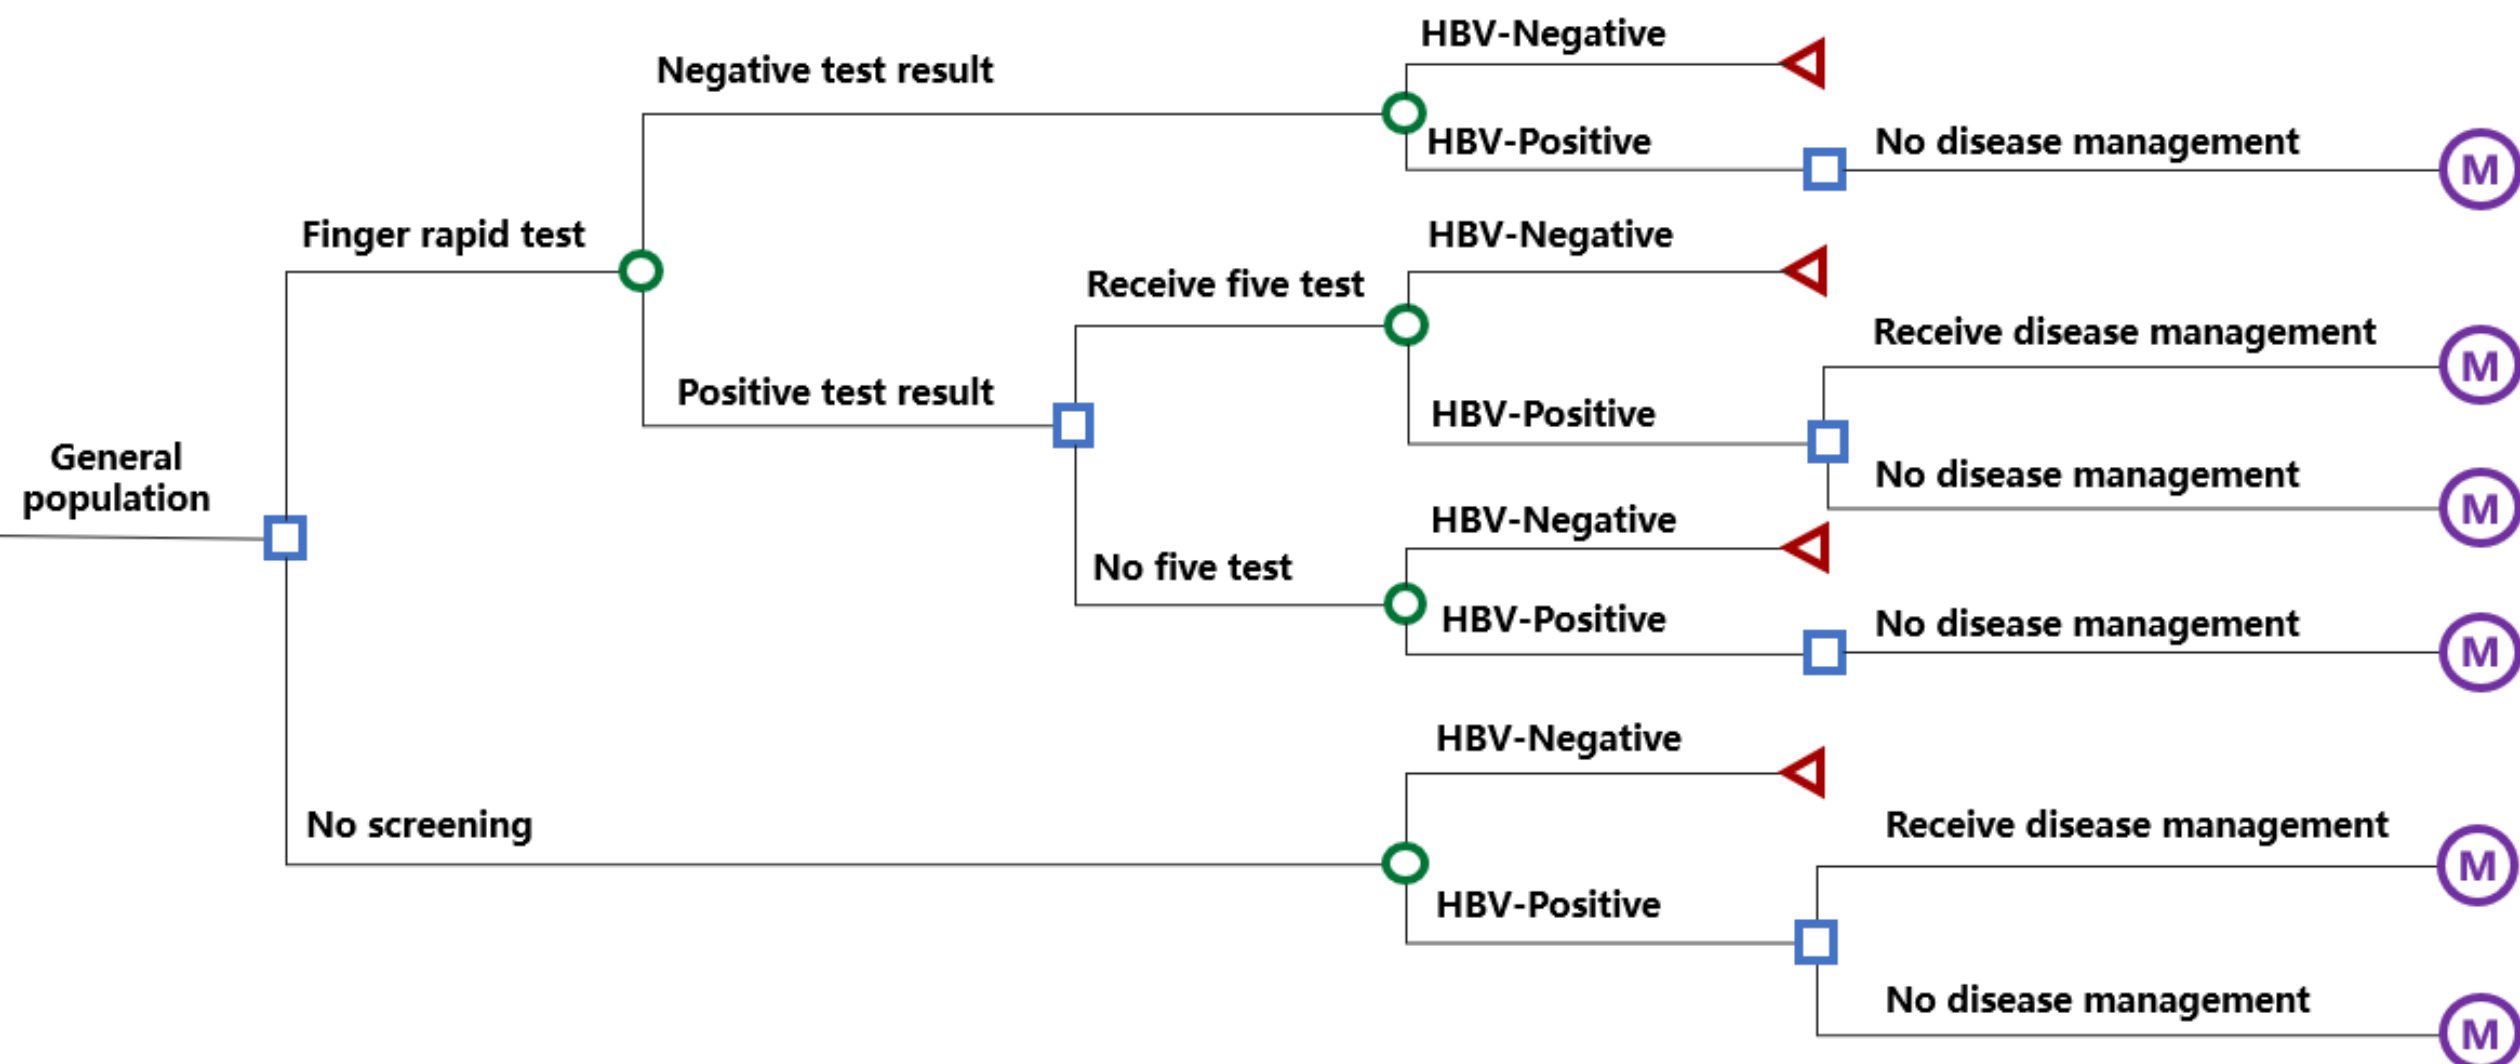 HBV-Negative
Negative test result
HBV-Positive
No disease management
M
Finger rapid test
HBV-Negative
Receive five test
Receive disease management
M
Positive test result
HBV-Positive
General
population
No disease management
M
HBV-Negative
No five test
HBV-Positive
No disease management
M
HBV-Negative
No screening
Receive disease management
M
HBV-Positive
No disease management
M